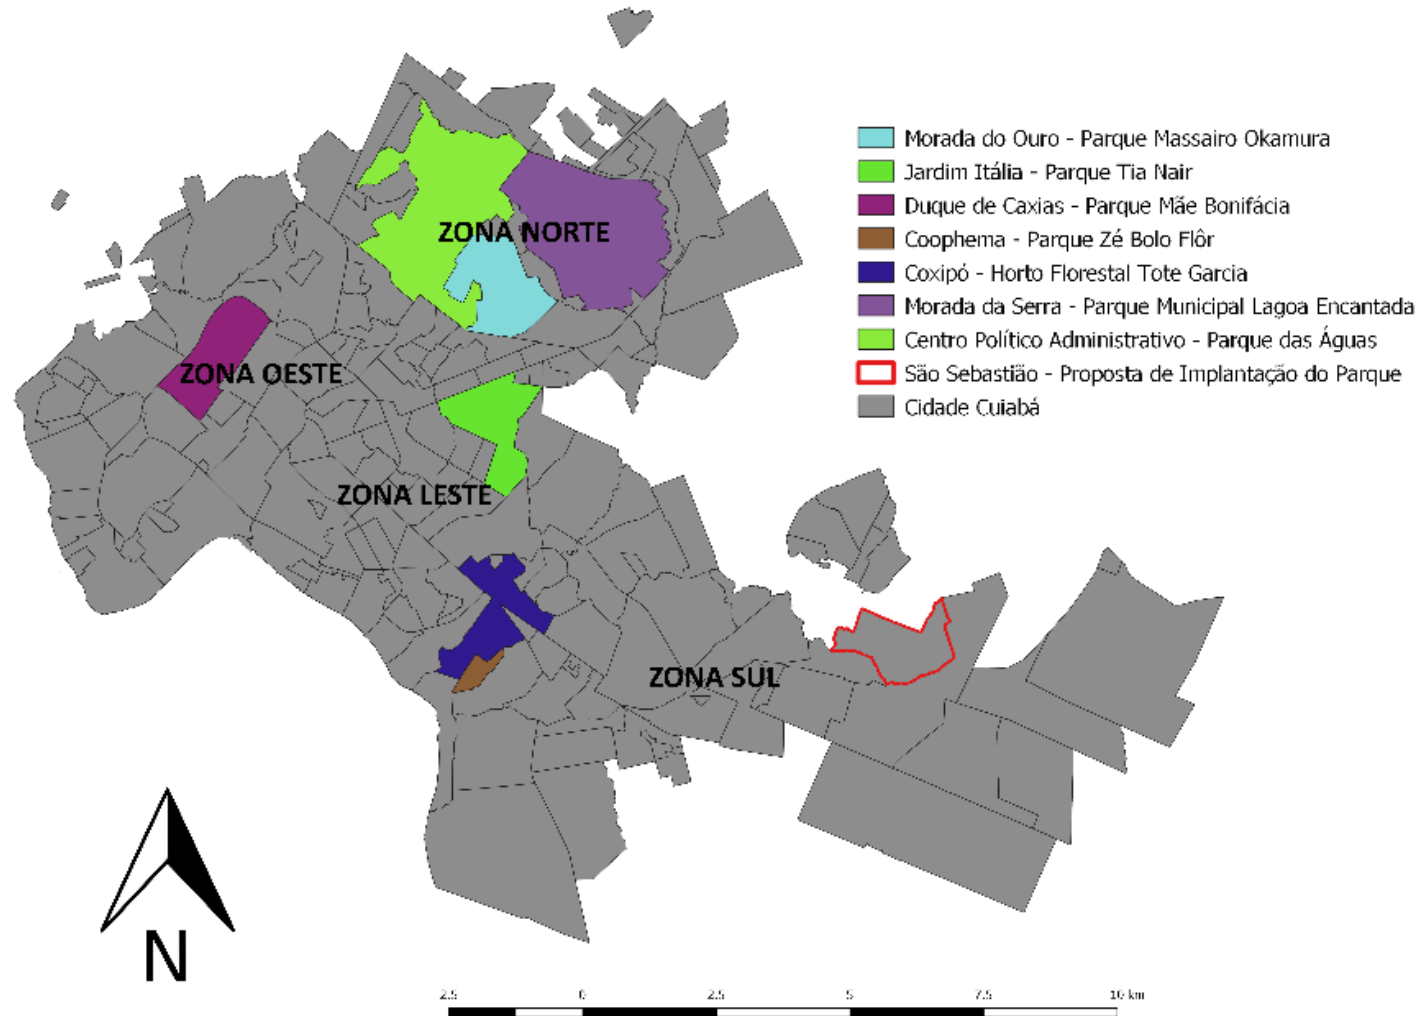 Morada do Ouro - Parque Massairo Okamura
Jardim Itália - Parque Tia Nair
Duque de Caxias - Parque Mãe Bonifácia
Coophema - Parque Zé Bolo Flôr
Coxipó - Horto Florestal Tote Garcia
Morada da Serra - Parque Municipal Lagoa Encantada
Centro Político Administrativo - Parque das Águas
São Sebastião - Proposta de Implantação do Parque
Cidade Cuiabá
ZONA NORTE
ZONA OESTE
ZONA LESTE
ZONA SUL
N
2.5 0 2.5 5 7.5 10 km